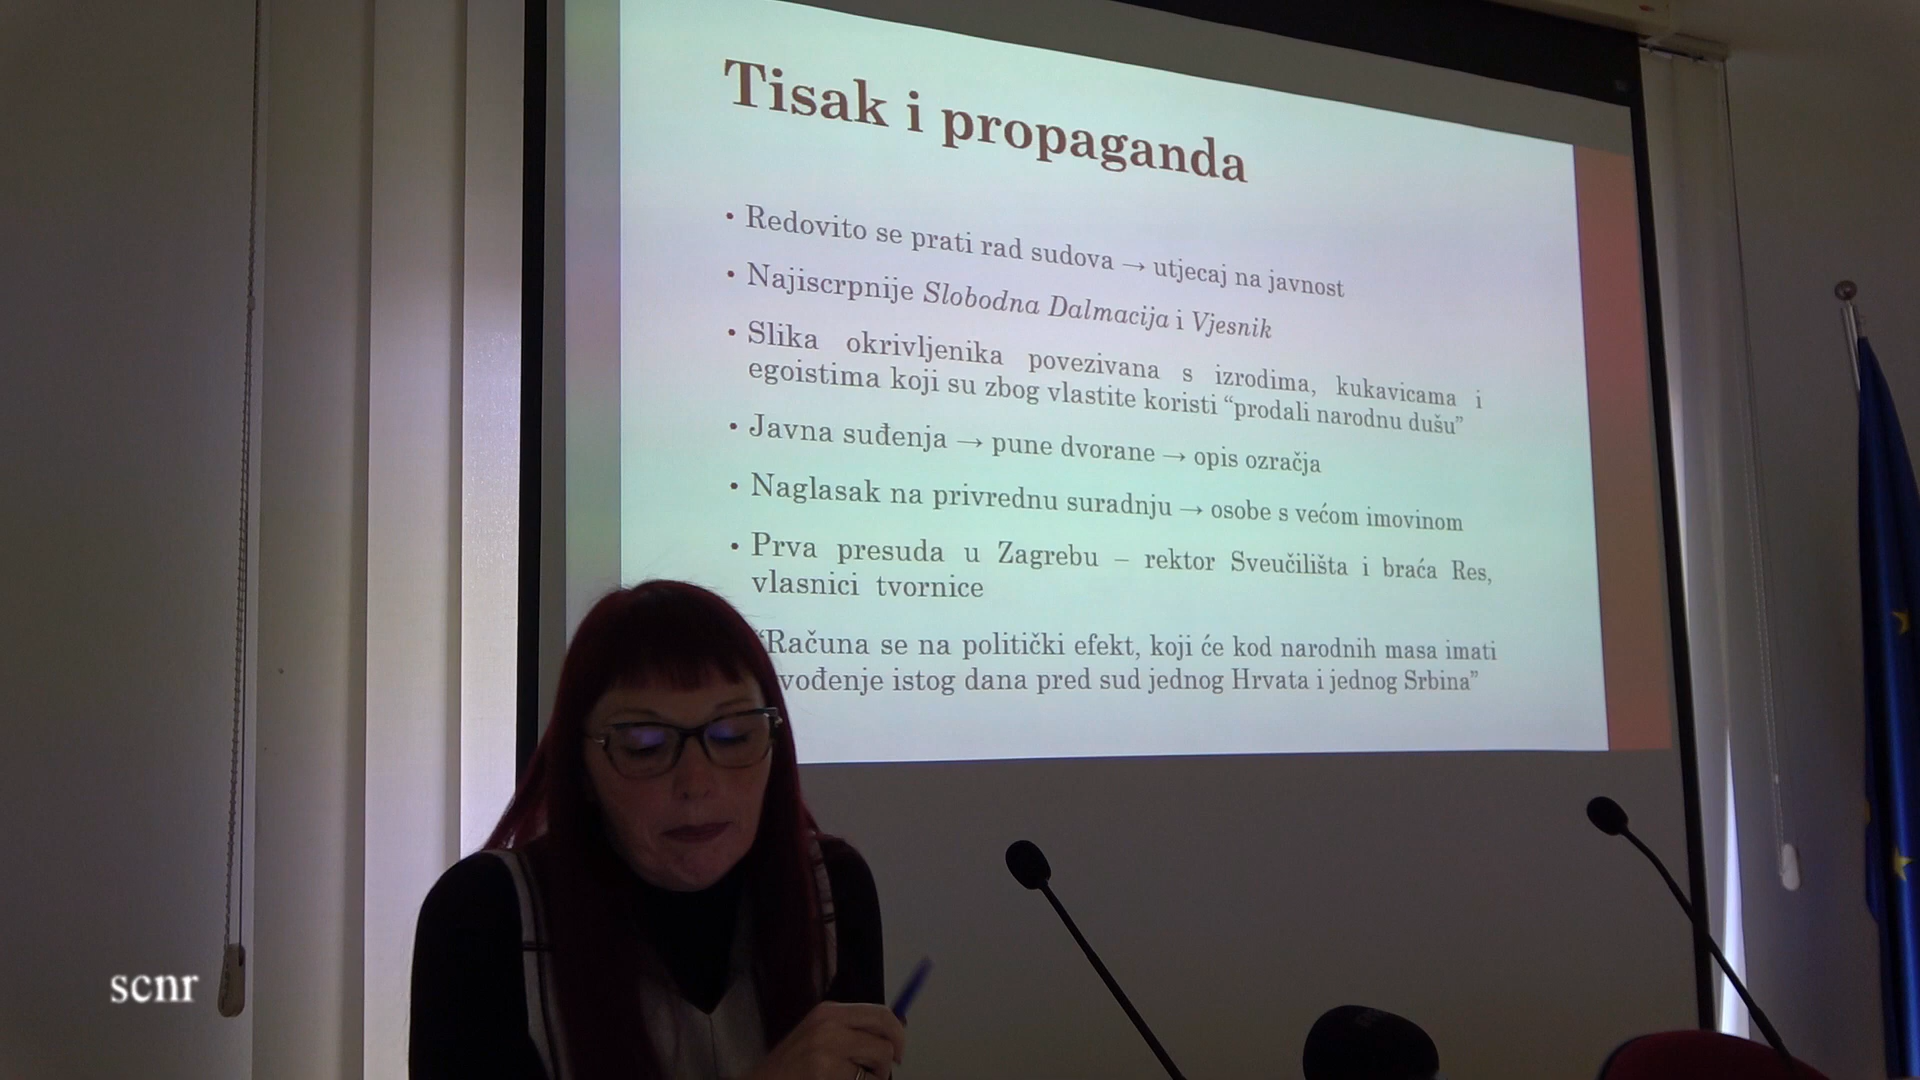 Tisak i propaganda
• Redovito se prati rad sudova → utjecaj na javnost
• Najiscrpnije Slobodna Dalmacija i Vjesnik
• Slika okrivljenika povezivana s izrodima, kukavicama i
egoistima koji su zbog vlastite koristi “prodali narodnu dušu”
• Javna suđenja → pune dvorane → opis ozračja
• Naglasak na privrednu suradnju → osobe s većom imovinom
• Prva presuda u Zagrebu – rektor Sveučilišta i braća Res,
vlasnici tvornice
“Računa se na politički efekt, koji će kod narodnih masa imati
vođenje istog dana pred sud jednog Hrvata i jednog Srbina”
scnr